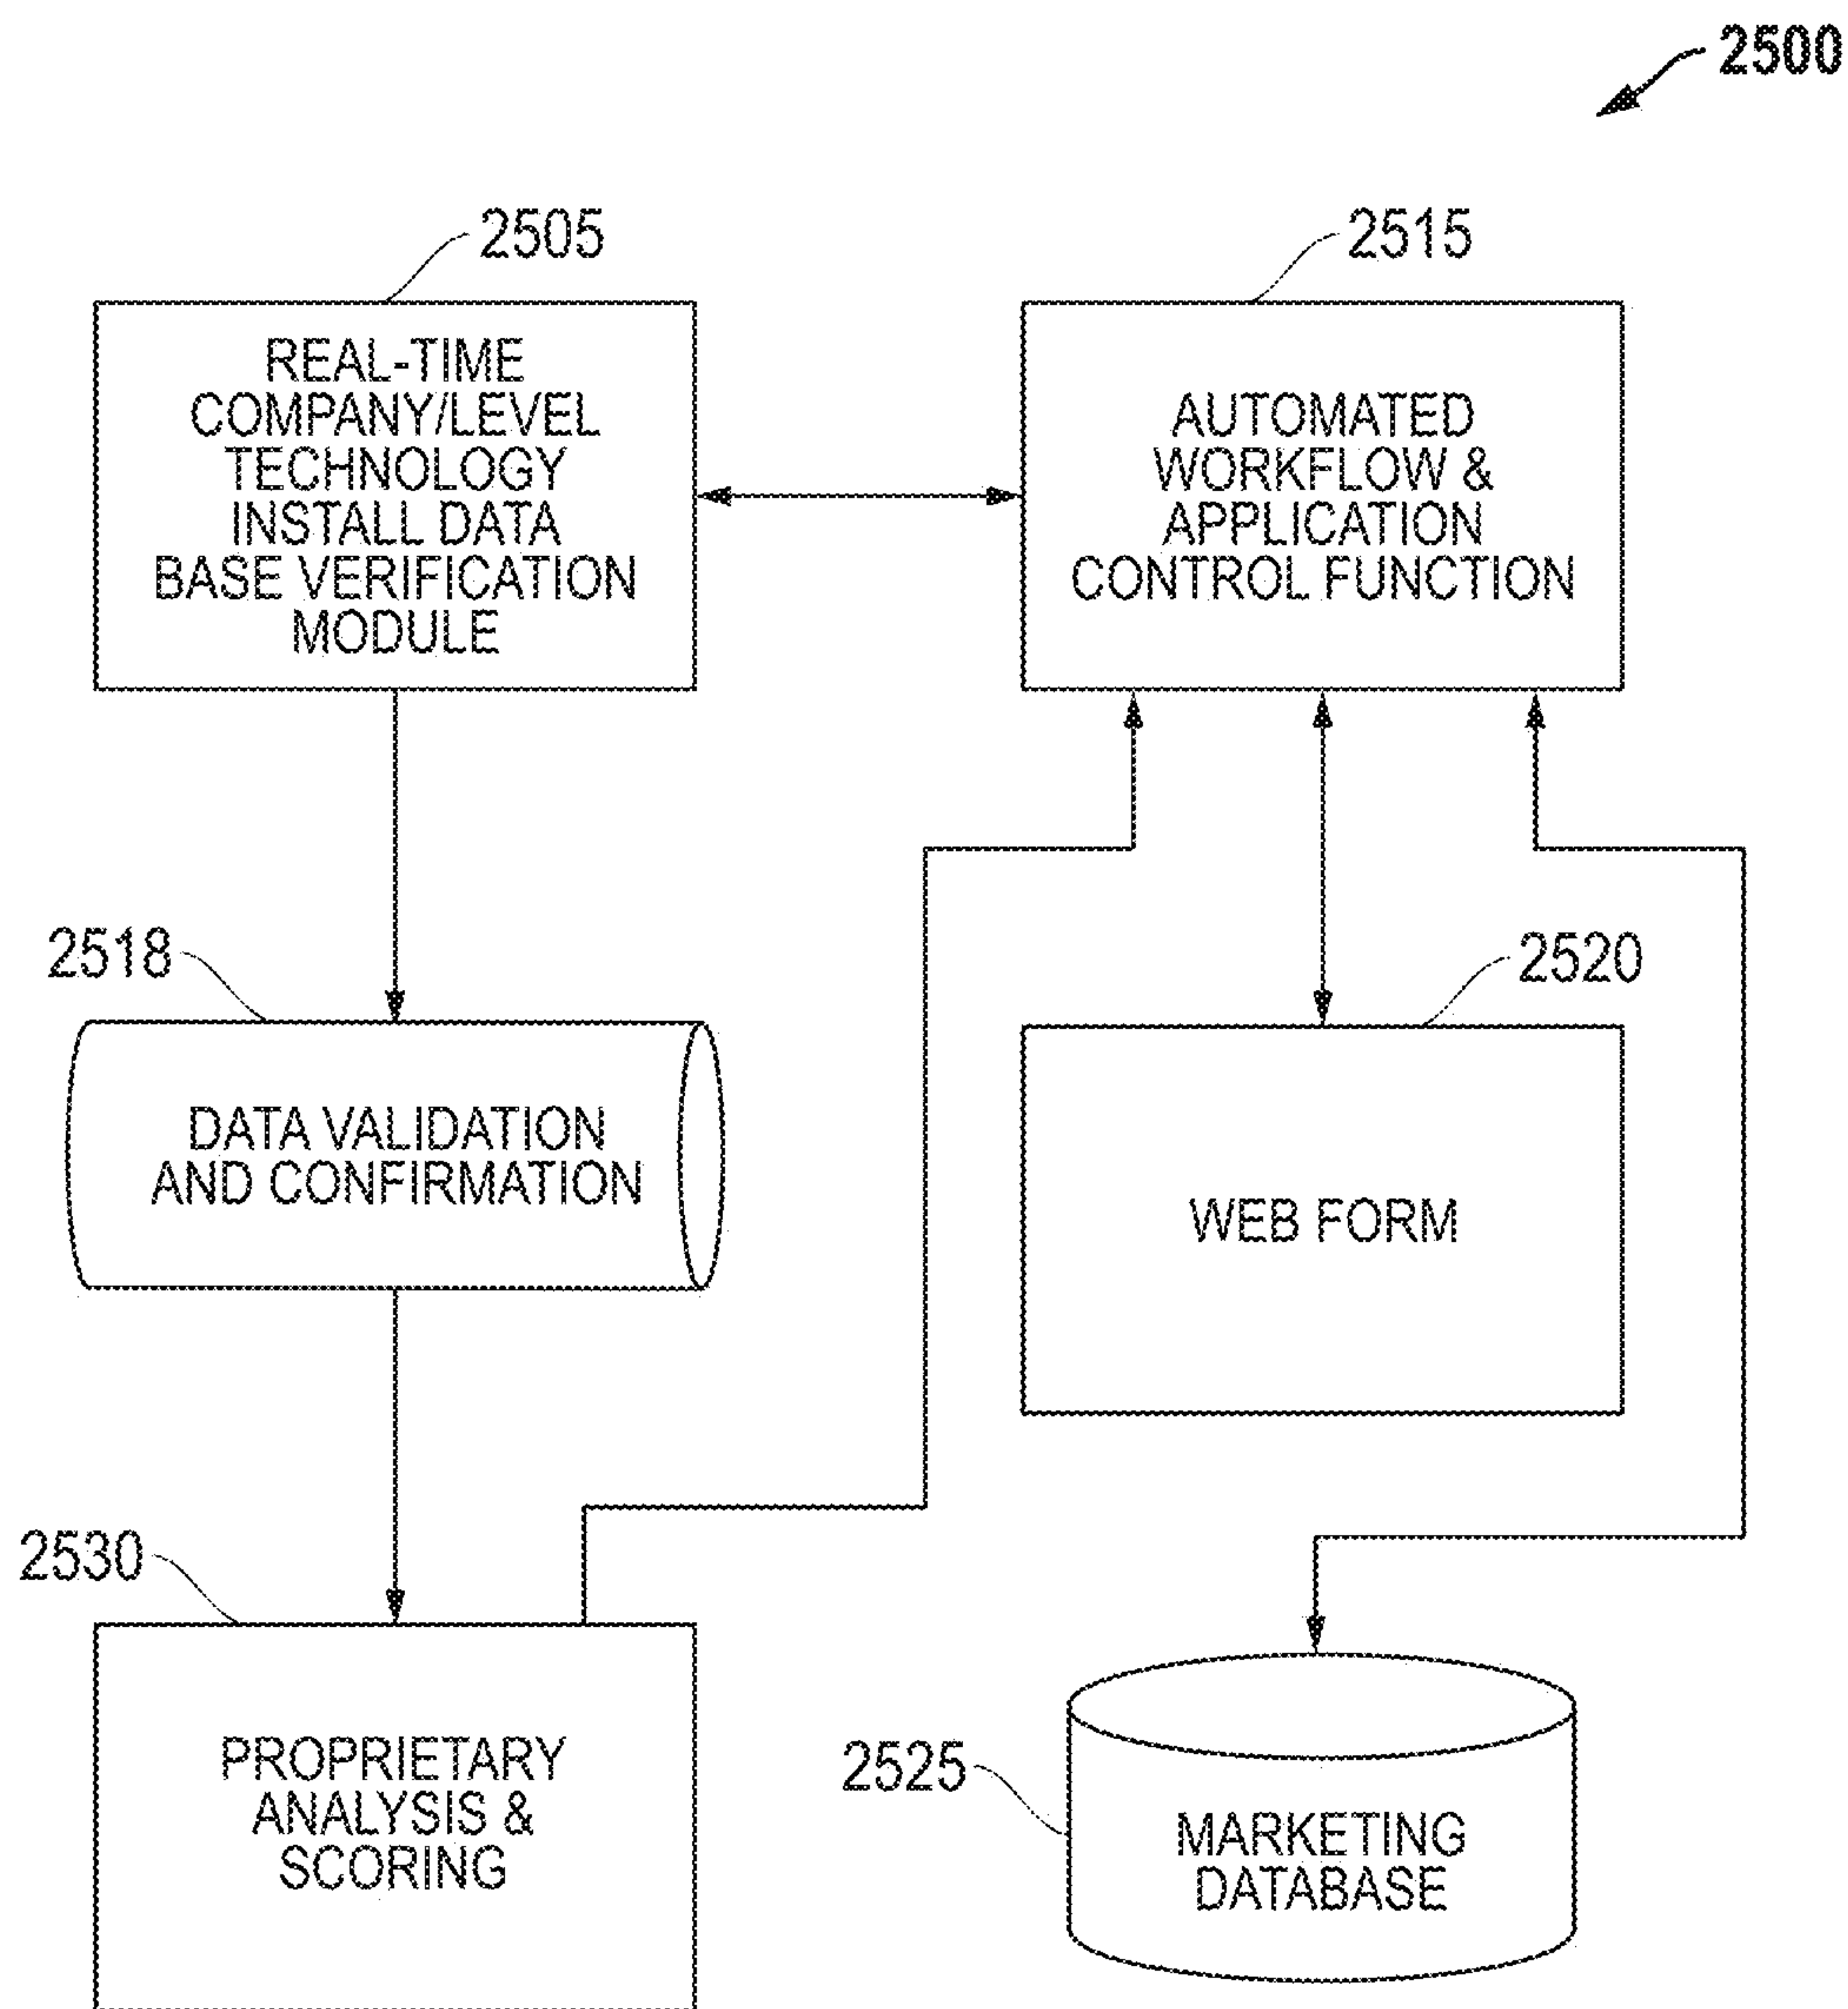 2500
2505
REAL-TIME
COMPANY/LEVEL
TECHNOLOGY
INSTALL DATA
BASE VERIFICATION
MODULE
2515
AUTOMATED
WORKFLOW &
APPLICATION
CONTROL FUNCTION
2518
DATA VALIDATION
AND CONFIRMATION
2520
WEB FORM
2530
PROPRIETARY
ANALYSIS &
SCORING
2525
MARKETING
DATABASE